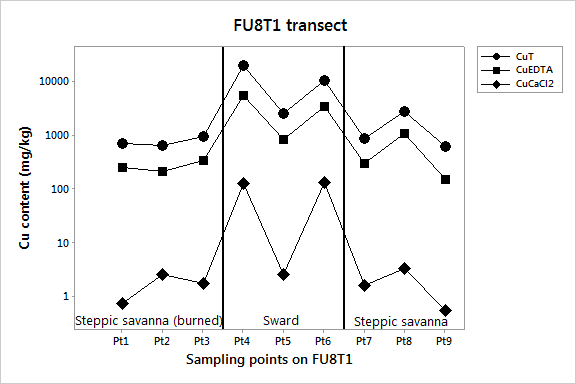 FU8T1 transect
CuT
CuEDTA
CuCaCl2
Cu content (mg/kg)
10000
1000
100
10
1
Steppic savanna (burned) Sward Steppic savanna
Pt1 Pt2 Pt3 Pt4 Pt5 Pt6 Pt7 Pt8 Pt9
Sampling points on FU8T1